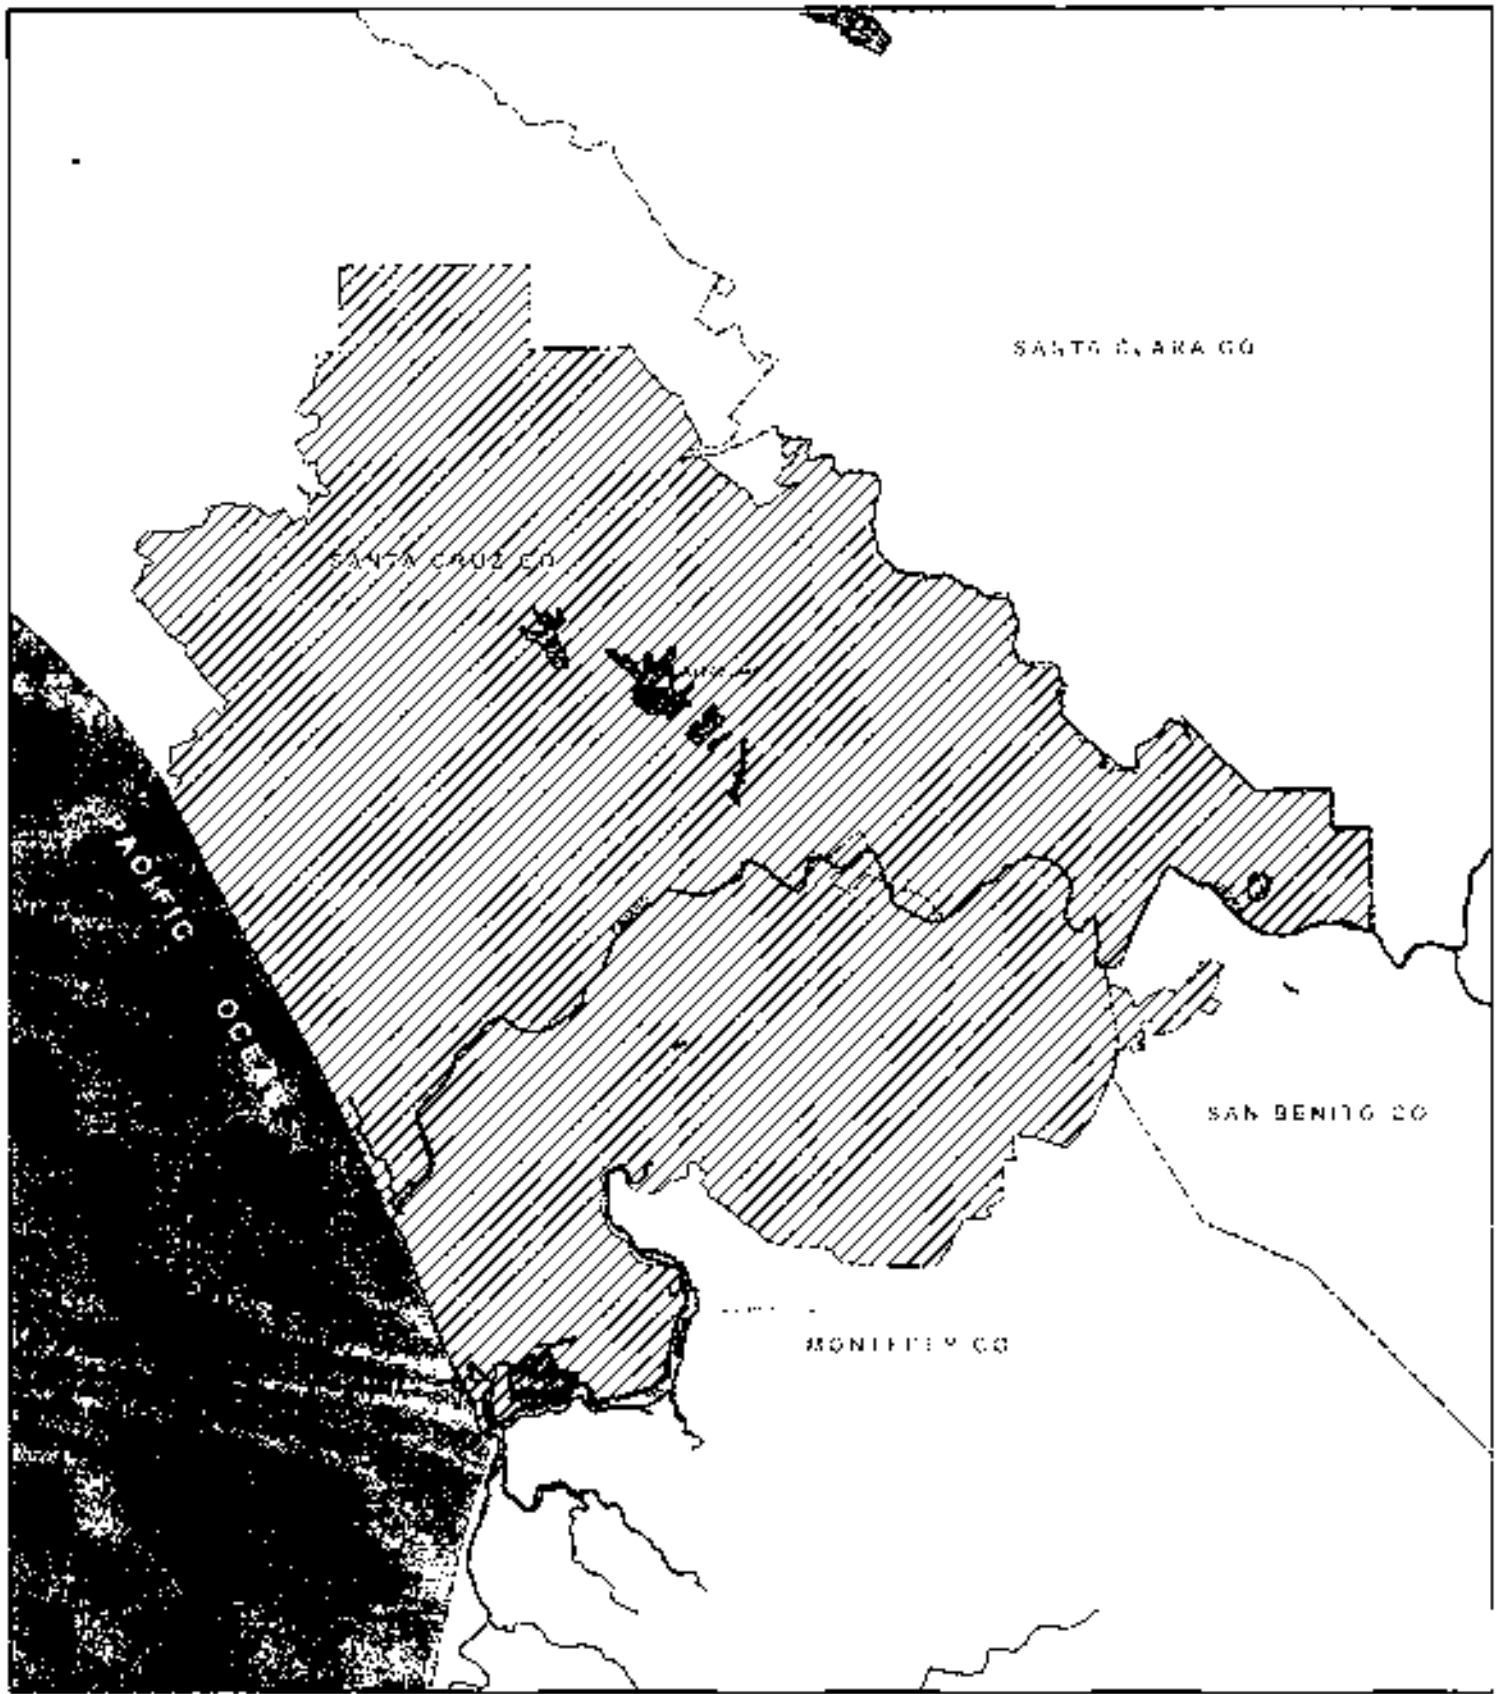 SANTA CLARA CO
SANTA CRUZ CO
PACIFIC OCEAN
SAN BENITO CO
MONTEREY CO